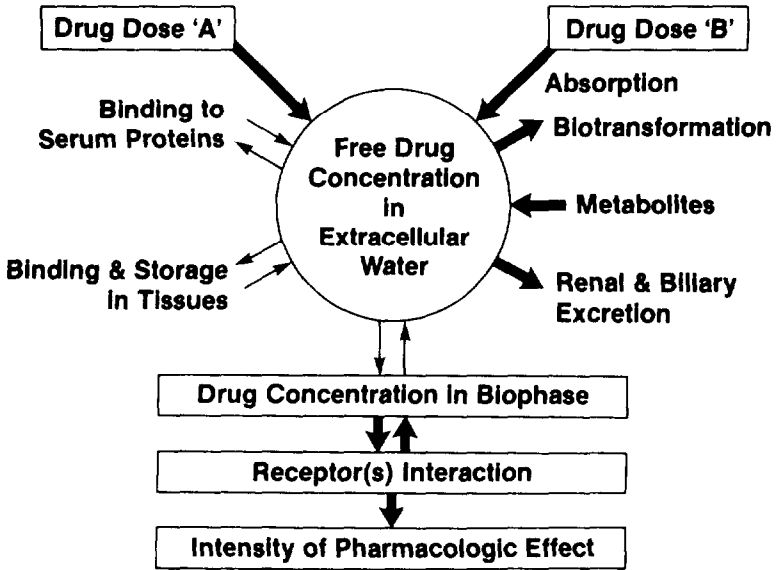 Drug Dose 'A'
Drug Dose 'B'
Absorption
Binding to
Serum Proteins
Biotransformation
Free Drug
Concentration
in
Extracellular
Water
Metabolites
Binding & Storage
in Tissues
Renal & Biliary
Excretion
Drug Concentration in Biophase
Receptor(s) Interaction
Intensity of Pharmacologic Effect